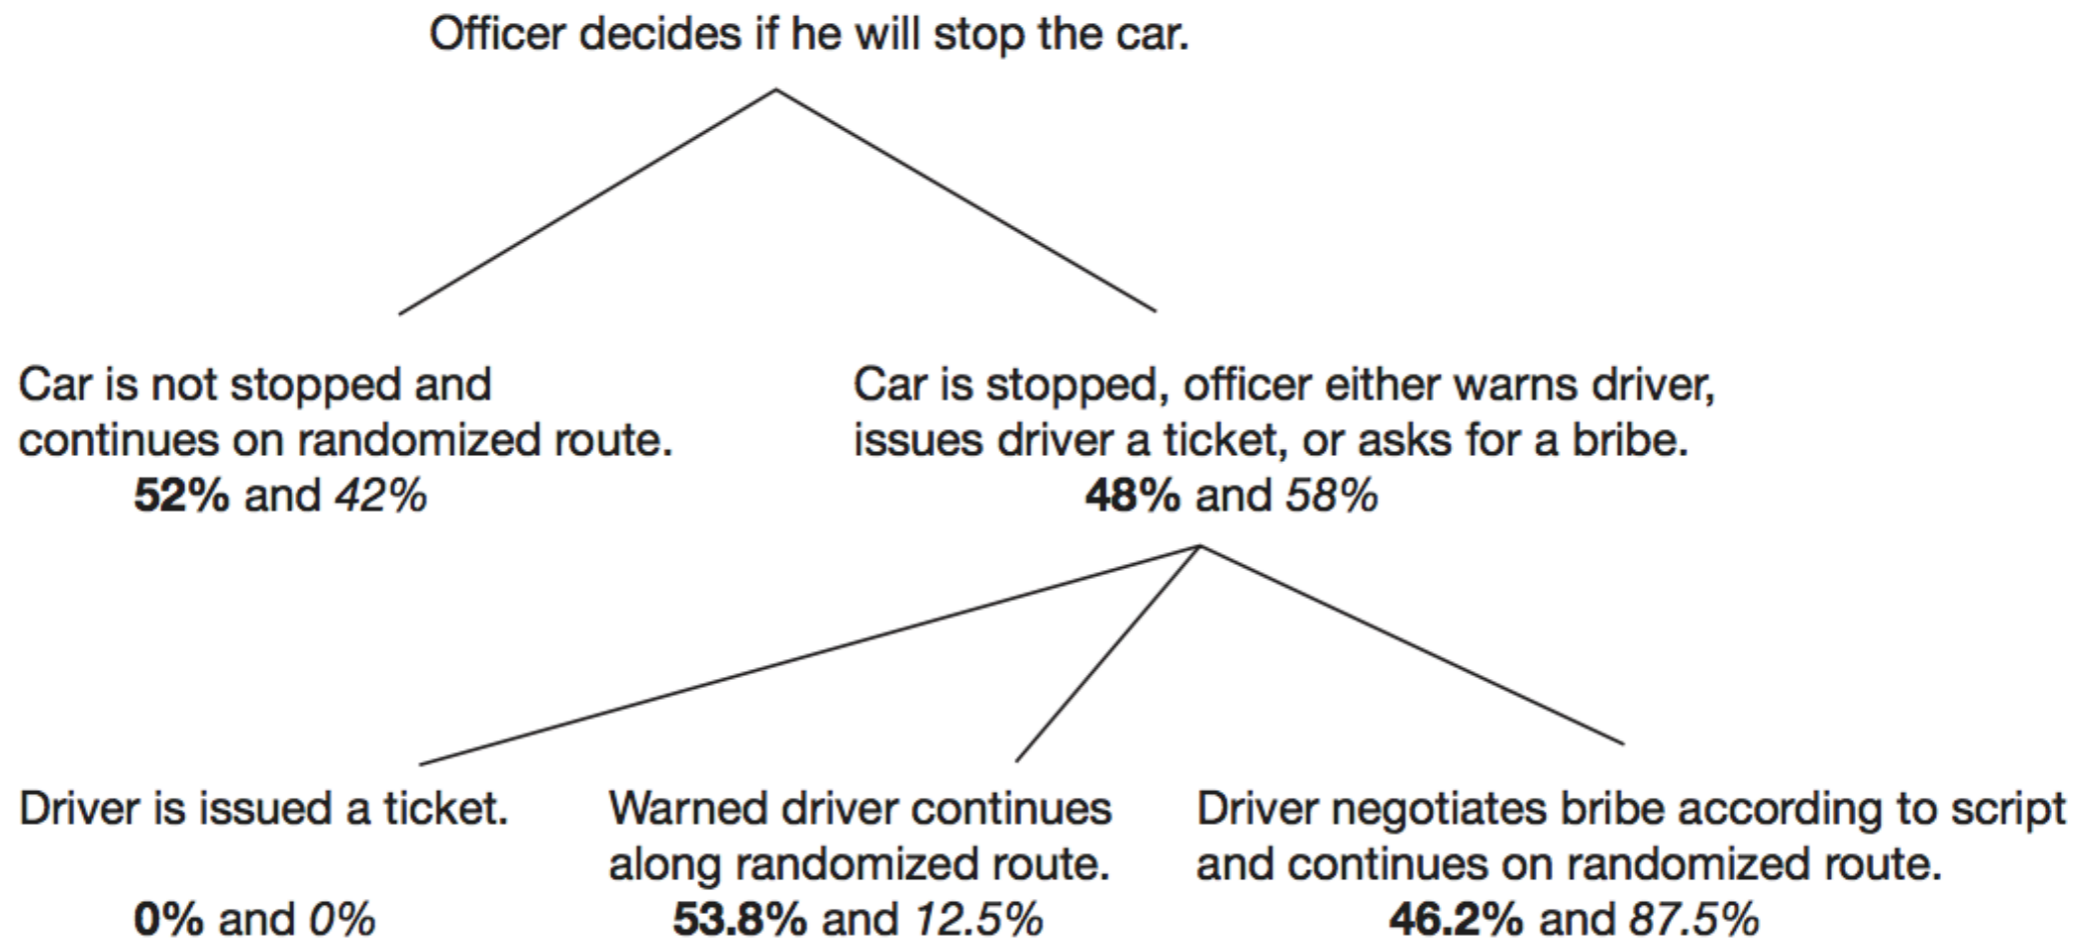 Officer decides if he will stop the car.
Car is not stopped and
continues on randomized route.
52% and 42%
Car is stopped, officer either warns driver,
issues driver a ticket, or asks for a bribe.
48% and 58%
Driver is issued a ticket.
0% and 0%
Warned driver continues
along randomized route.
53.8% and 12.5%
Driver negotiates bribe according to script
and continues on randomized route.
46.2% and 87.5%